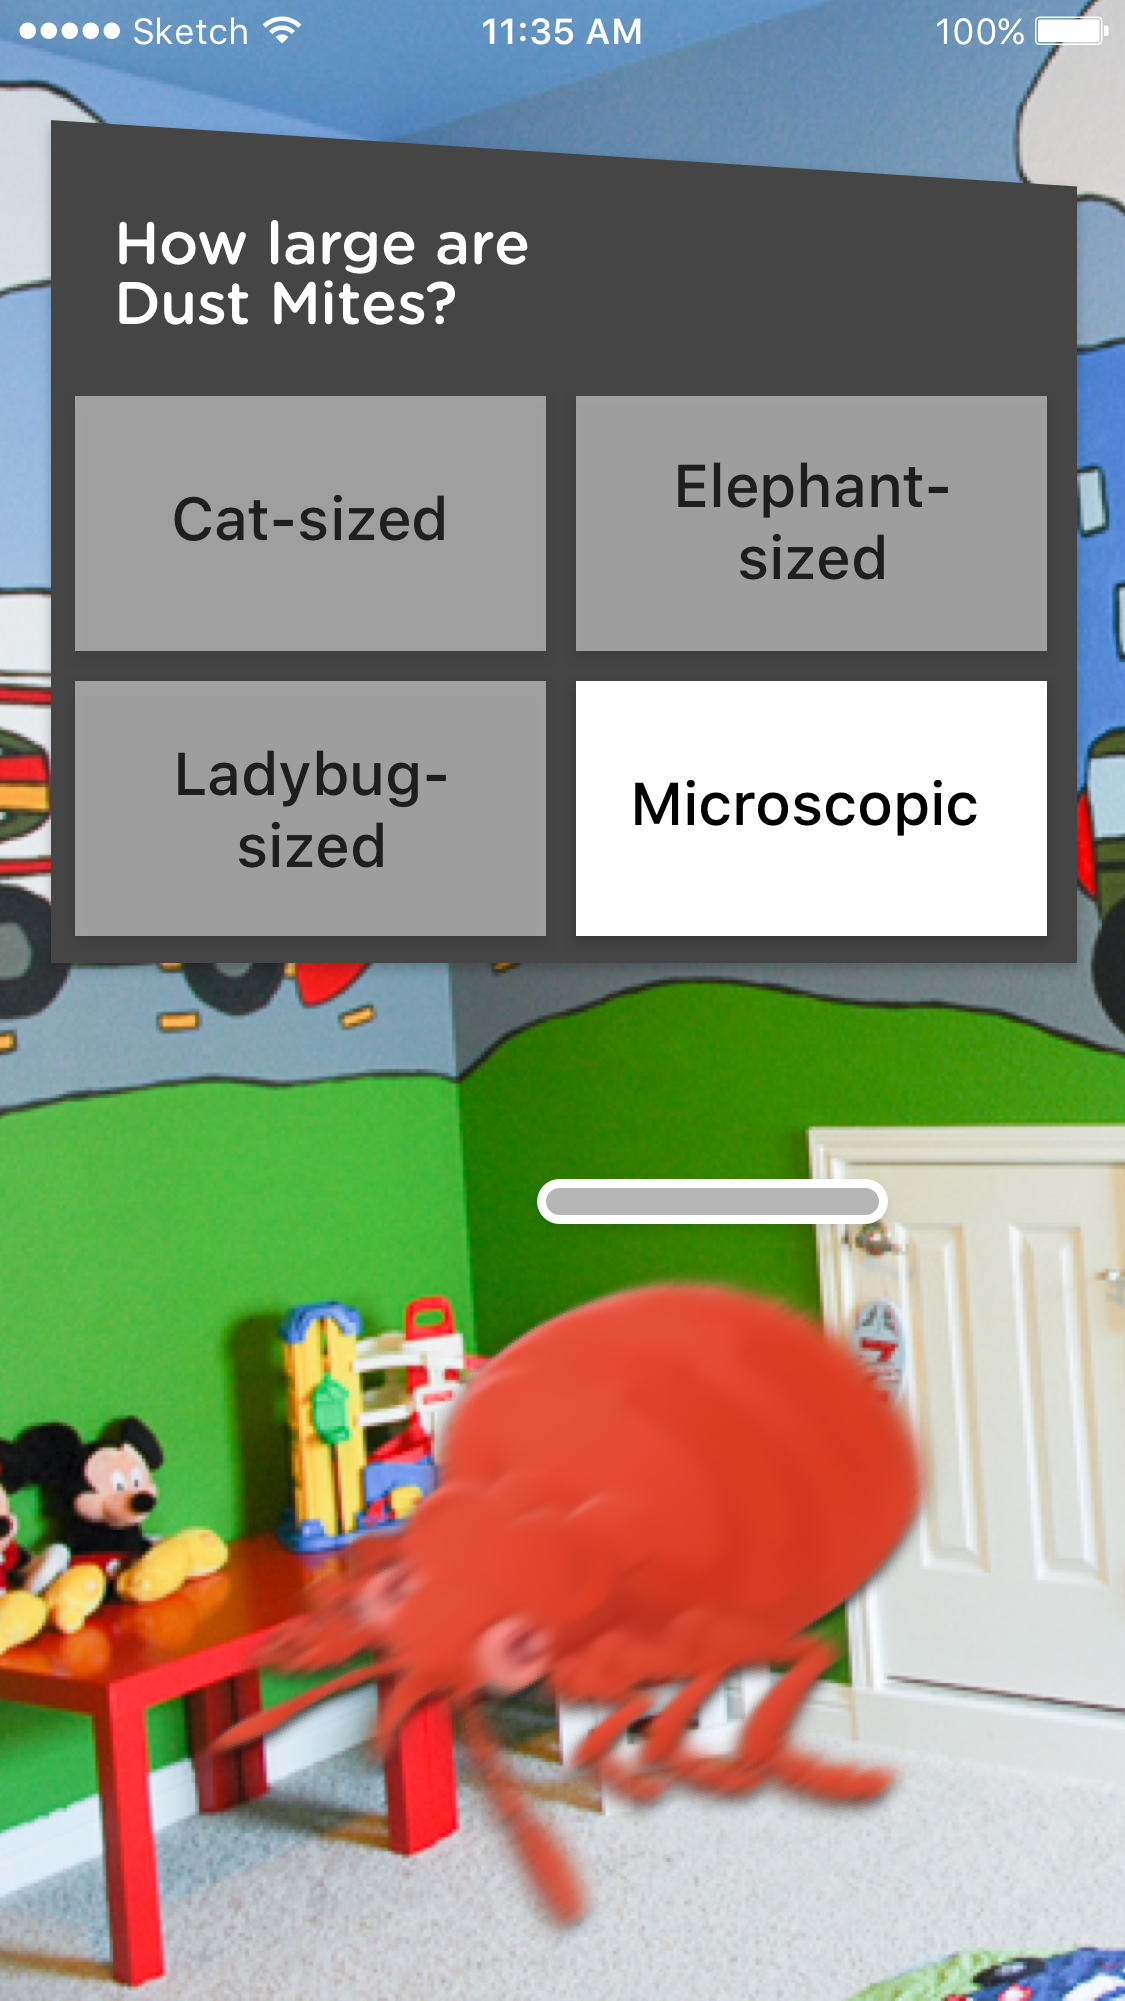 Sketch 11:35 AM 100%
How large are
Dust Mites?
Cat-sized
Elephant-
sized
Ladybug-
sized
Microscopic